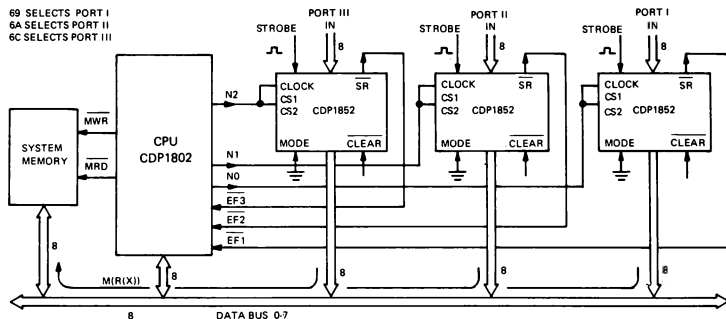 69 SELECTS PORT I
6A SELECTS PORT II
6C SELECTS PORT III
PORT III
IN
PORT II
IN
PORT I
IN
STROBE
8
STROBE
8
STROBE
8
CLOCK
SR
CS1
CS2
CDP1852
MODE
CLEAR
CLOCK
SR
CS1
CS2
CDP1852
MODE
CLEAR
CLOCK
SR
CS1
CS2
CDP1852
MODE
CLEAR
SYSTEM
MEMORY
MWR
MRD
CPU
CDP1802
N2
N1
N0
EF3
EF2
EF1
8
M(R(X))
8
8
8
8
8
DATA BUS 0-7